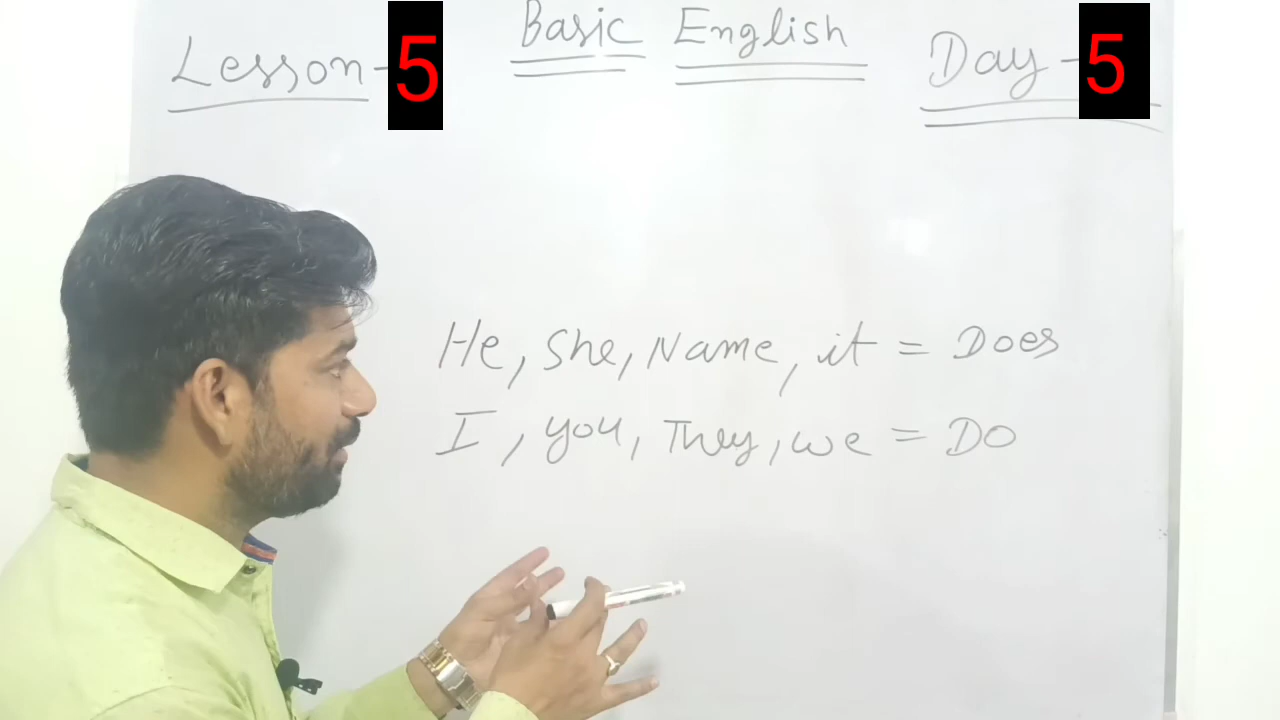 Basic English
Lesson-5
Day-5
He, She, Name, it = Does
I, you, They, we = Do